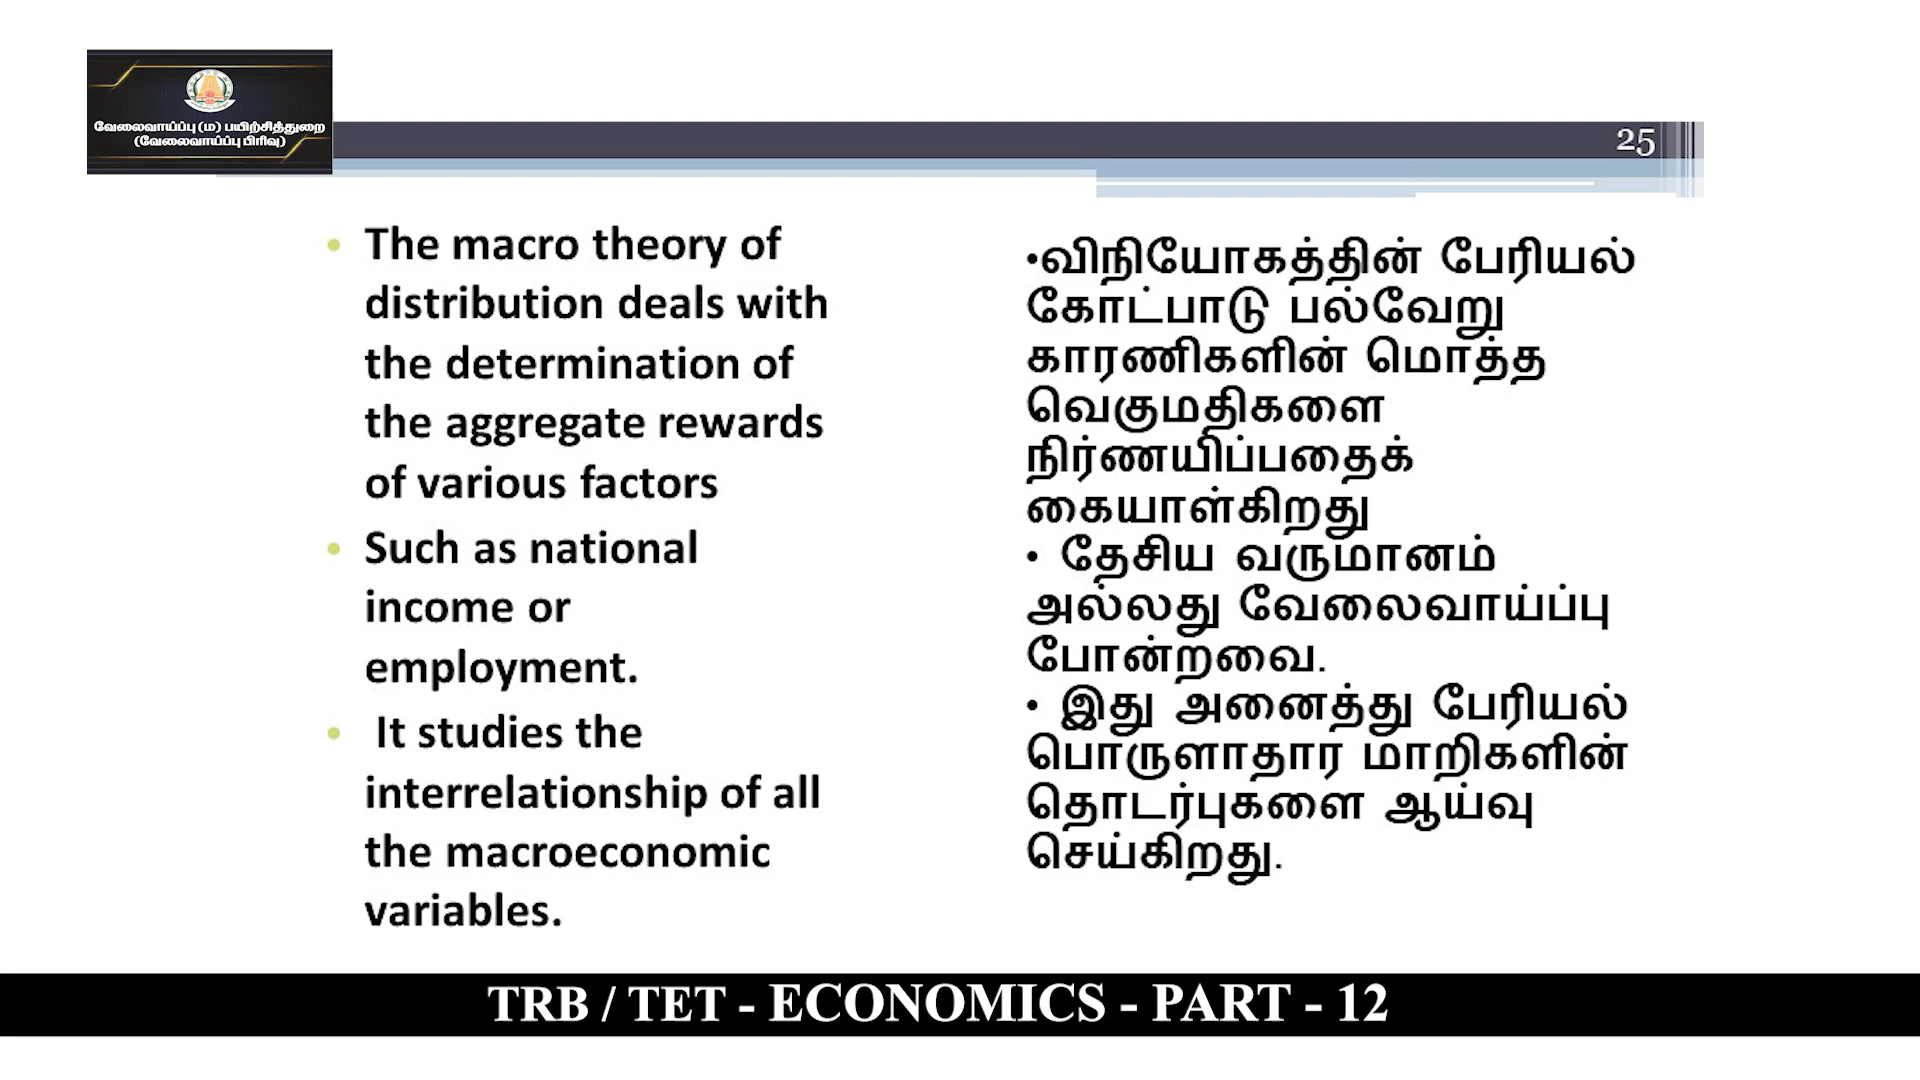 வேலைவாய்ப்பு (ம) பயிற்சித்துறை
(வேலைவாய்ப்பு பிரிவு)
25
• The macro theory of
distribution deals with
the determination of
the aggregate rewards
of various factors
• Such as national
income or
employment.
• It studies the
interrelationship of all
the macroeconomic
variables.
•விநியோகத்தின் பேரியல்
கோட்பாடு பல்வேறு
காரணிகளின் மொத்த
வெகுமதிகளை
நிர்ணயிப்பதைக்
கையாள்கிறது
• தேசிய வருமானம்
அல்லது வேலைவாய்ப்பு
போன்றவை.
• இது அனைத்து பேரியல்
பொருளாதார மாறிகளின்
தொடர்புகளை ஆய்வு
செய்கிறது.
TRB / TET - ECONOMICS - PART - 12